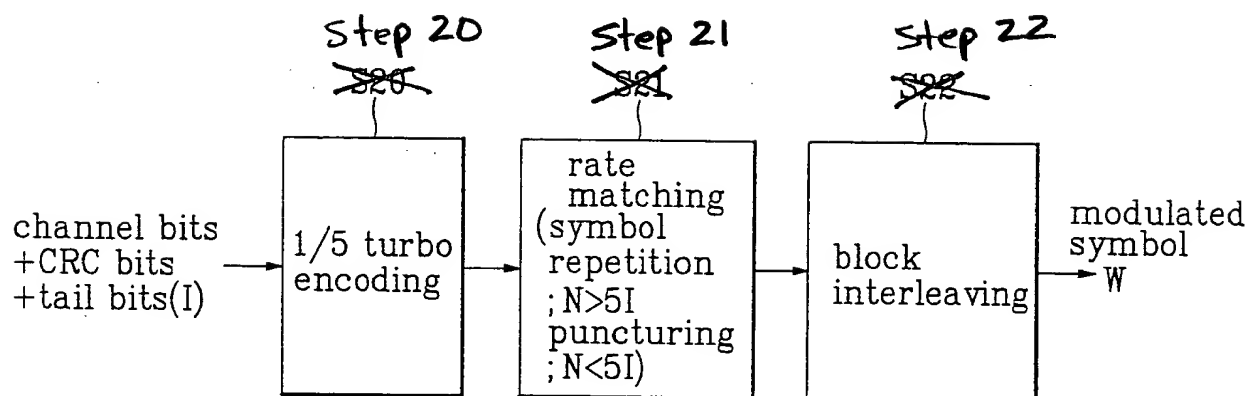 Step 20
Step 21
Step 22
S20
S21
S22
channel bits
+CRC bits
+tail bits(I)
1/5 turbo
encoding
rate
matching
(symbol
repetition
;N>5I
puncturing
;N<5I)
block
interleaving
modulated
symbol
W